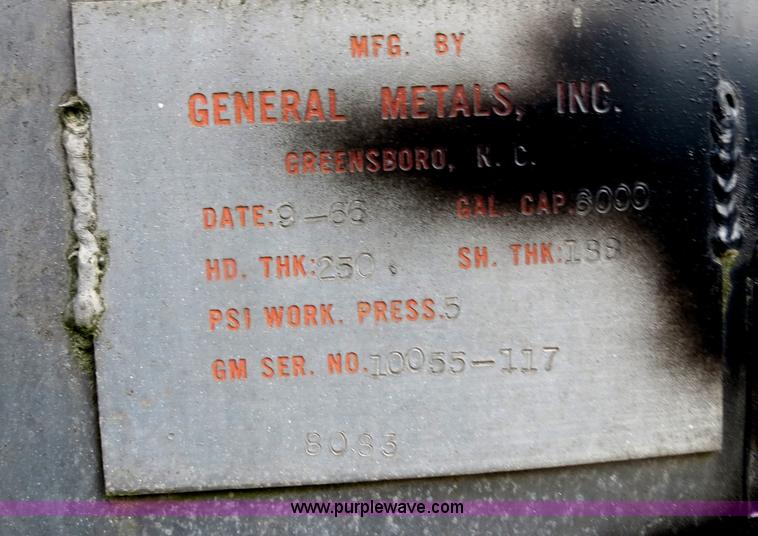 MFG. BY
GENERAL METALS, INC.
GREENSBORO, N. C.
DATE: 9-66 GAL. CAP. 6000
HD. THK: 250 SH. THK: 188
PSI WORK. PRESS. 5
GM SER. NO. 10055-117
8083
www.purplewave.com